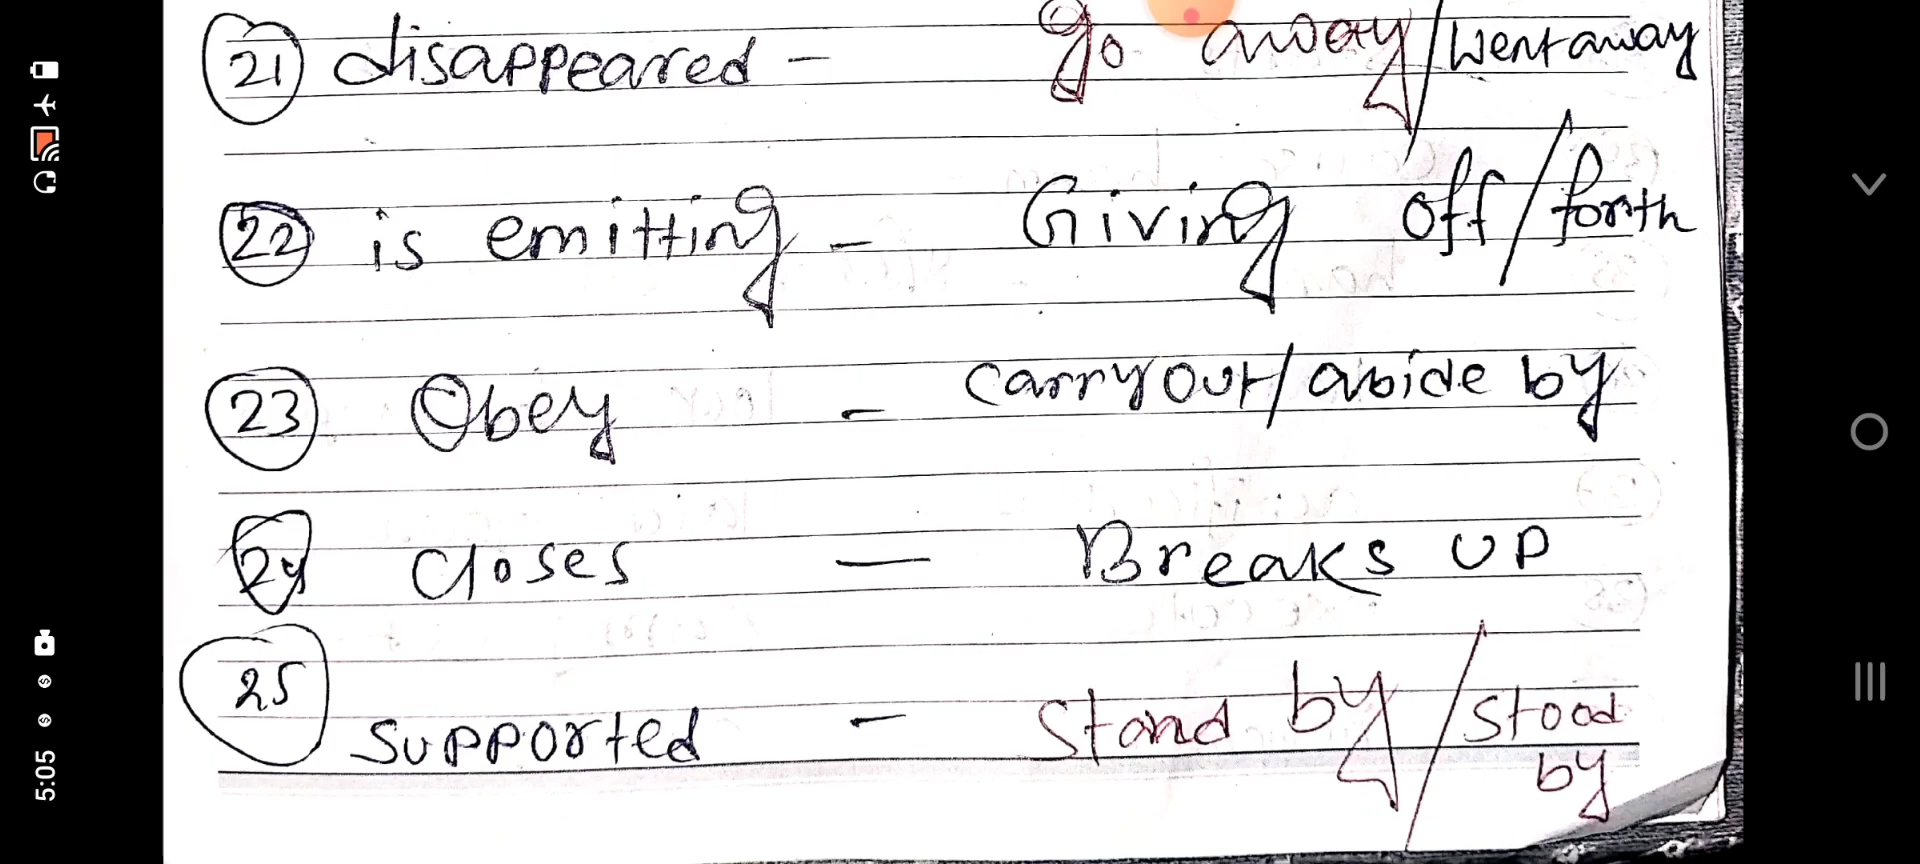 21 disappeared - go away/went away
22 is emitting - Giving off/forth
23 Obey - carry out/abide by
24 Closes - Breaks up
25 supported - stand by/stood
by
5:05